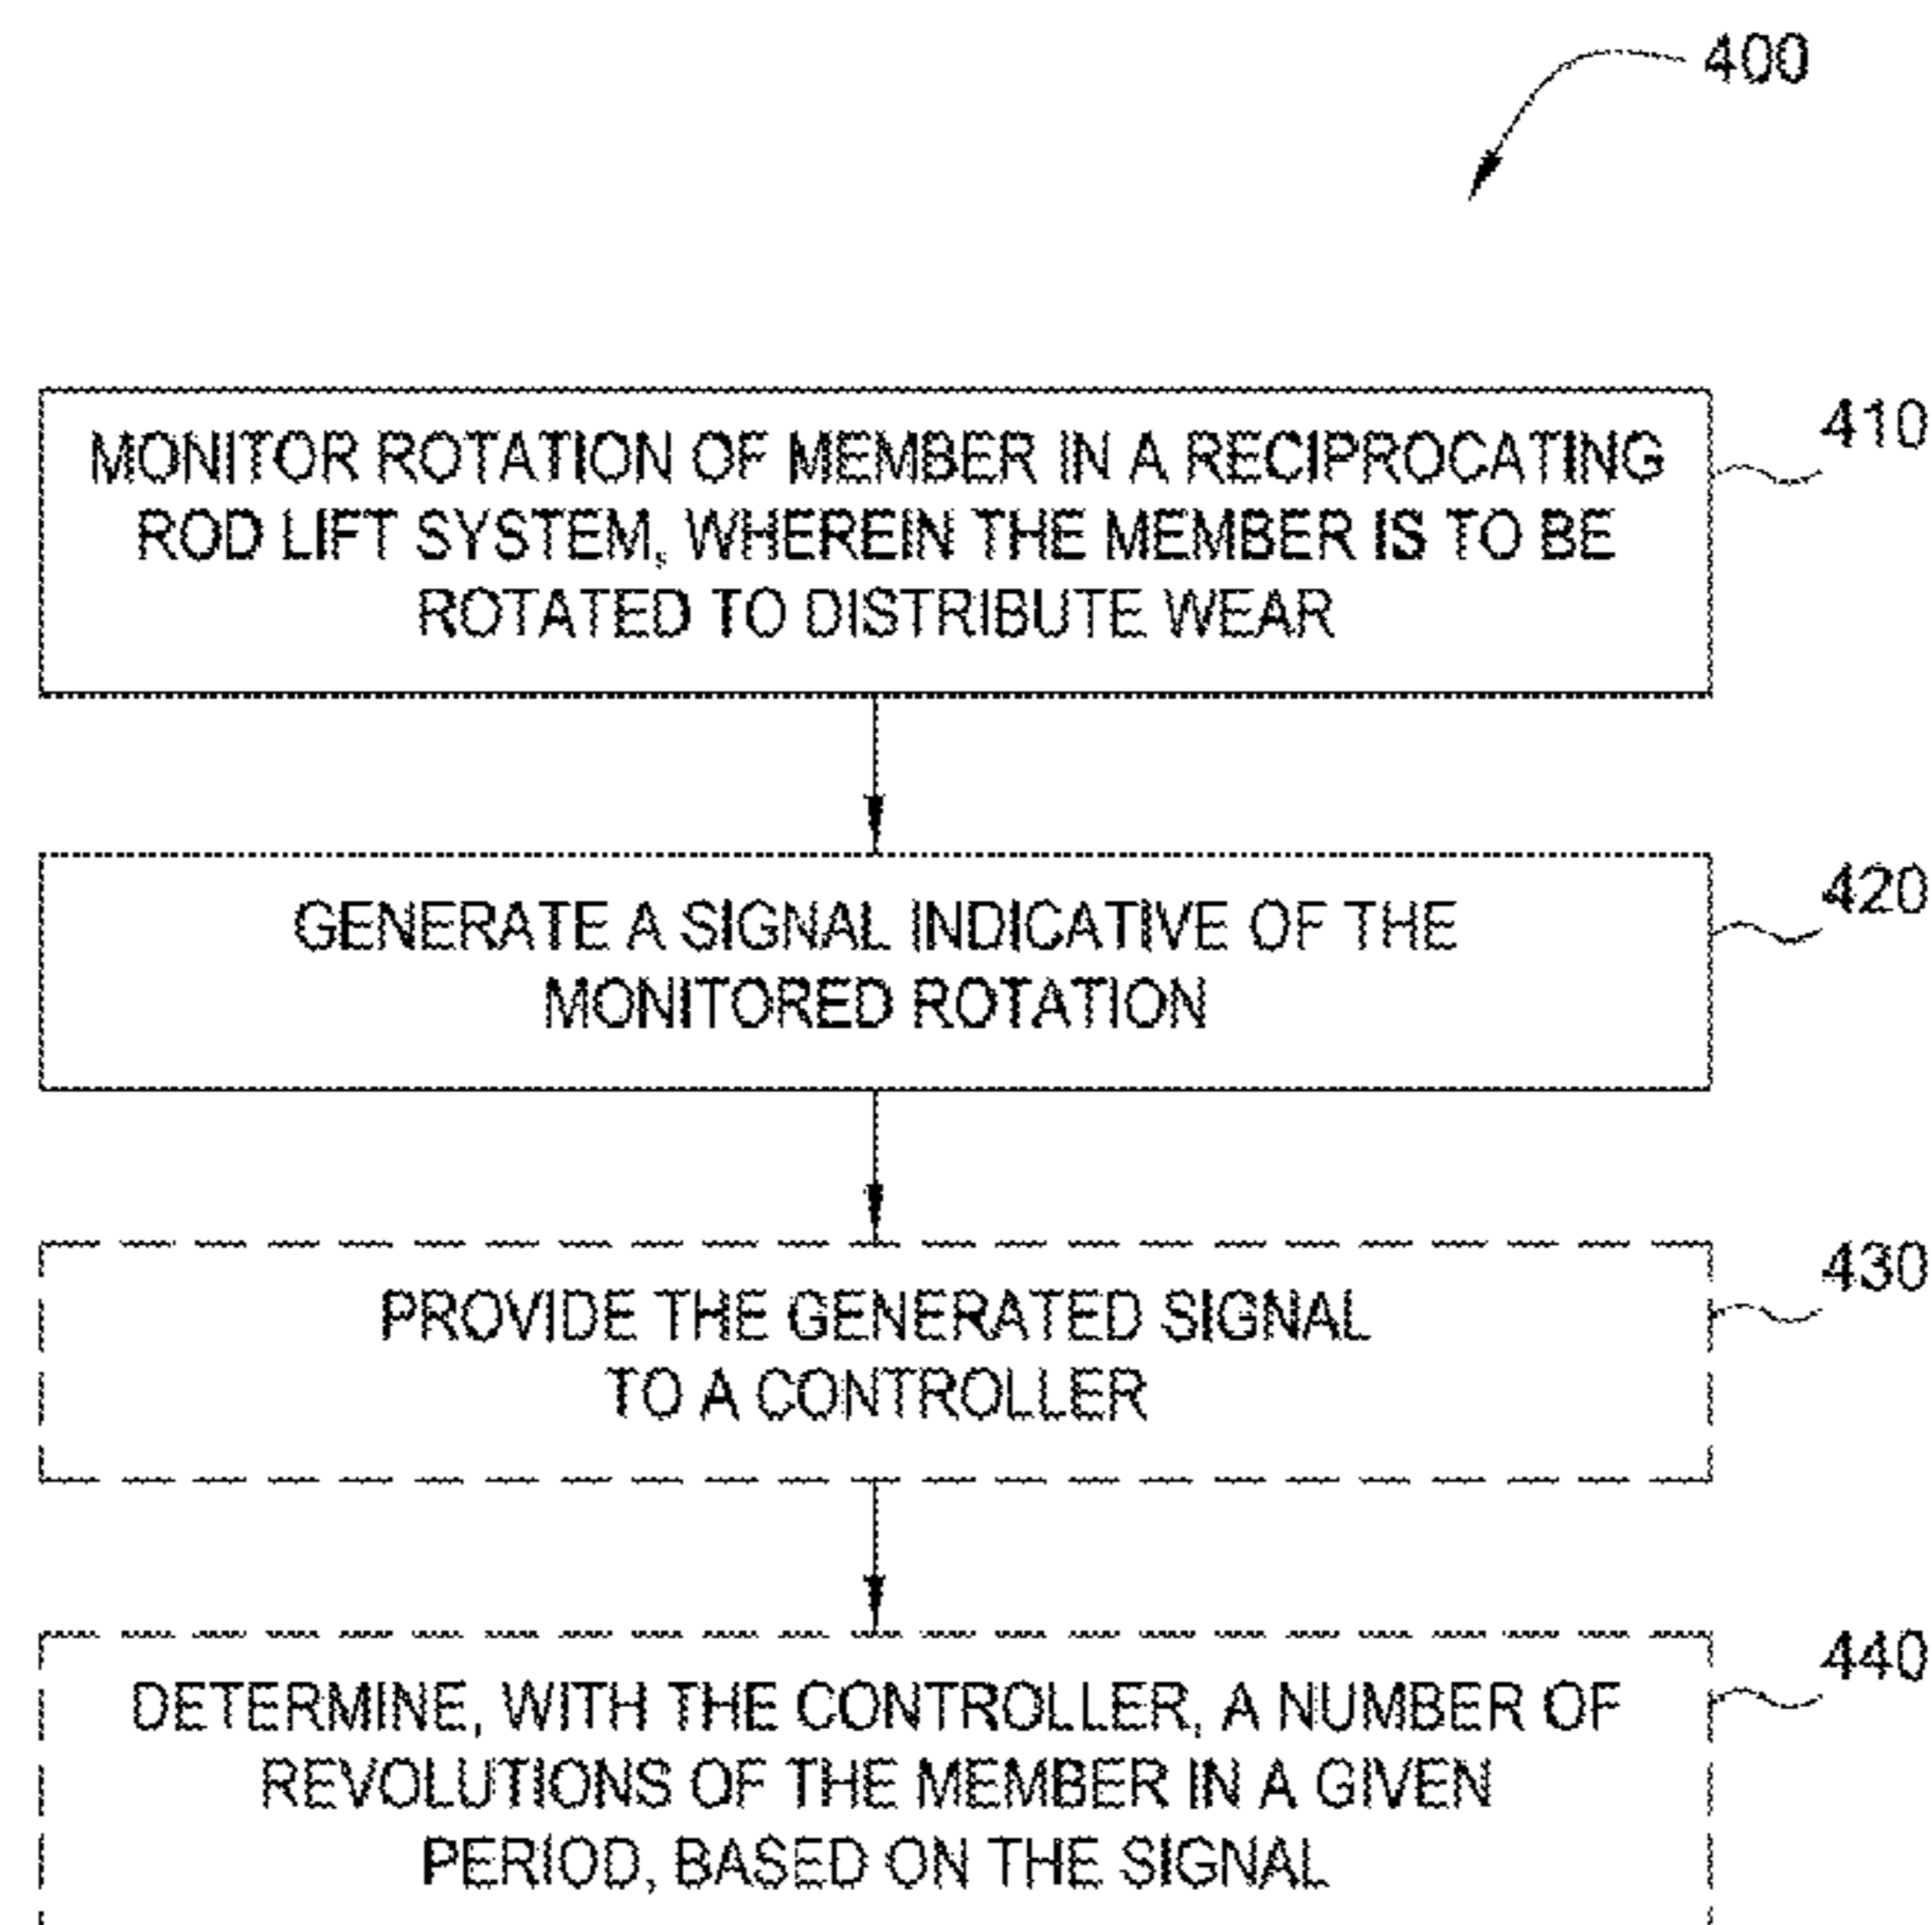 400
410
MONITOR ROTATION OF MEMBER IN A RECIPROCATING
ROD LIFT SYSTEM, WHEREIN THE MEMBER IS TO BE
ROTATED TO DISTRIBUTE WEAR
420
GENERATE A SIGNAL INDICATIVE OF THE
MONITORED ROTATION
430
PROVIDE THE GENERATED SIGNAL
TO A CONTROLLER
440
DETERMINE, WITH THE CONTROLLER, A NUMBER OF
REVOLUTIONS OF THE MEMBER IN A GIVEN
PERIOD, BASED ON THE SIGNAL